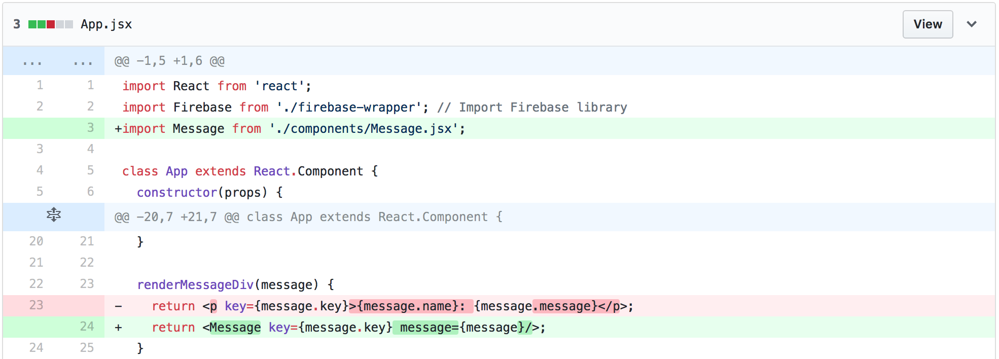 3 App.jsx View
... ... @@ -1,5 +1,6 @@
1 1 import React from 'react';
2 2 import Firebase from './firebase-wrapper'; // Import Firebase library
3 +import Message from './components/Message.jsx';
3 4
4 5 class App extends React.Component {
5 6 constructor(props) {
@@ -20,7 +21,7 @@ class App extends React.Component {
20 21 }
21 22
22 23 renderMessageDiv(message) {
23 - return <p key={message.key}>{message.name}: {message.message}</p>;
24 + return <Message key={message.key} message={message}/>;
24 25 }